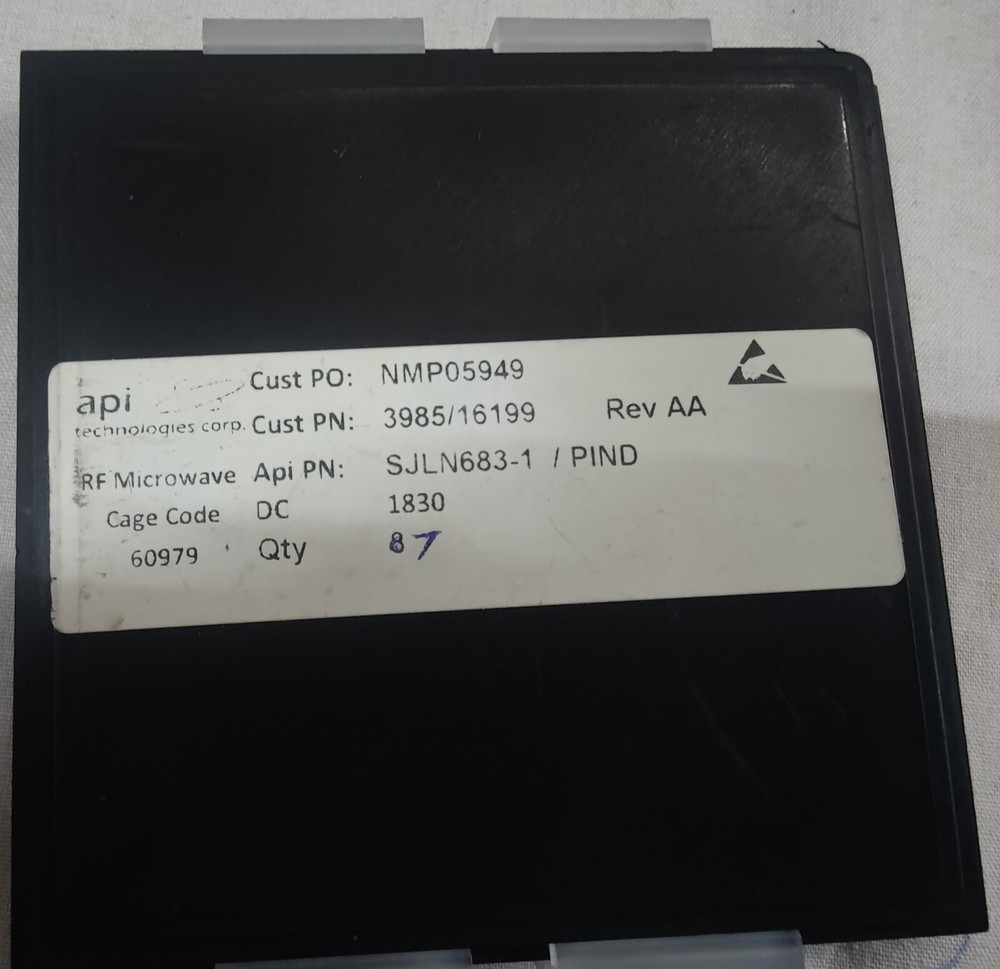 api Cust PO: NMP05949
technologies corp. Cust PN: 3985/16199 Rev AA
RF Microwave Api PN: SJLN683-1 / PIND
Cage Code DC 1830
60979 Qty 87